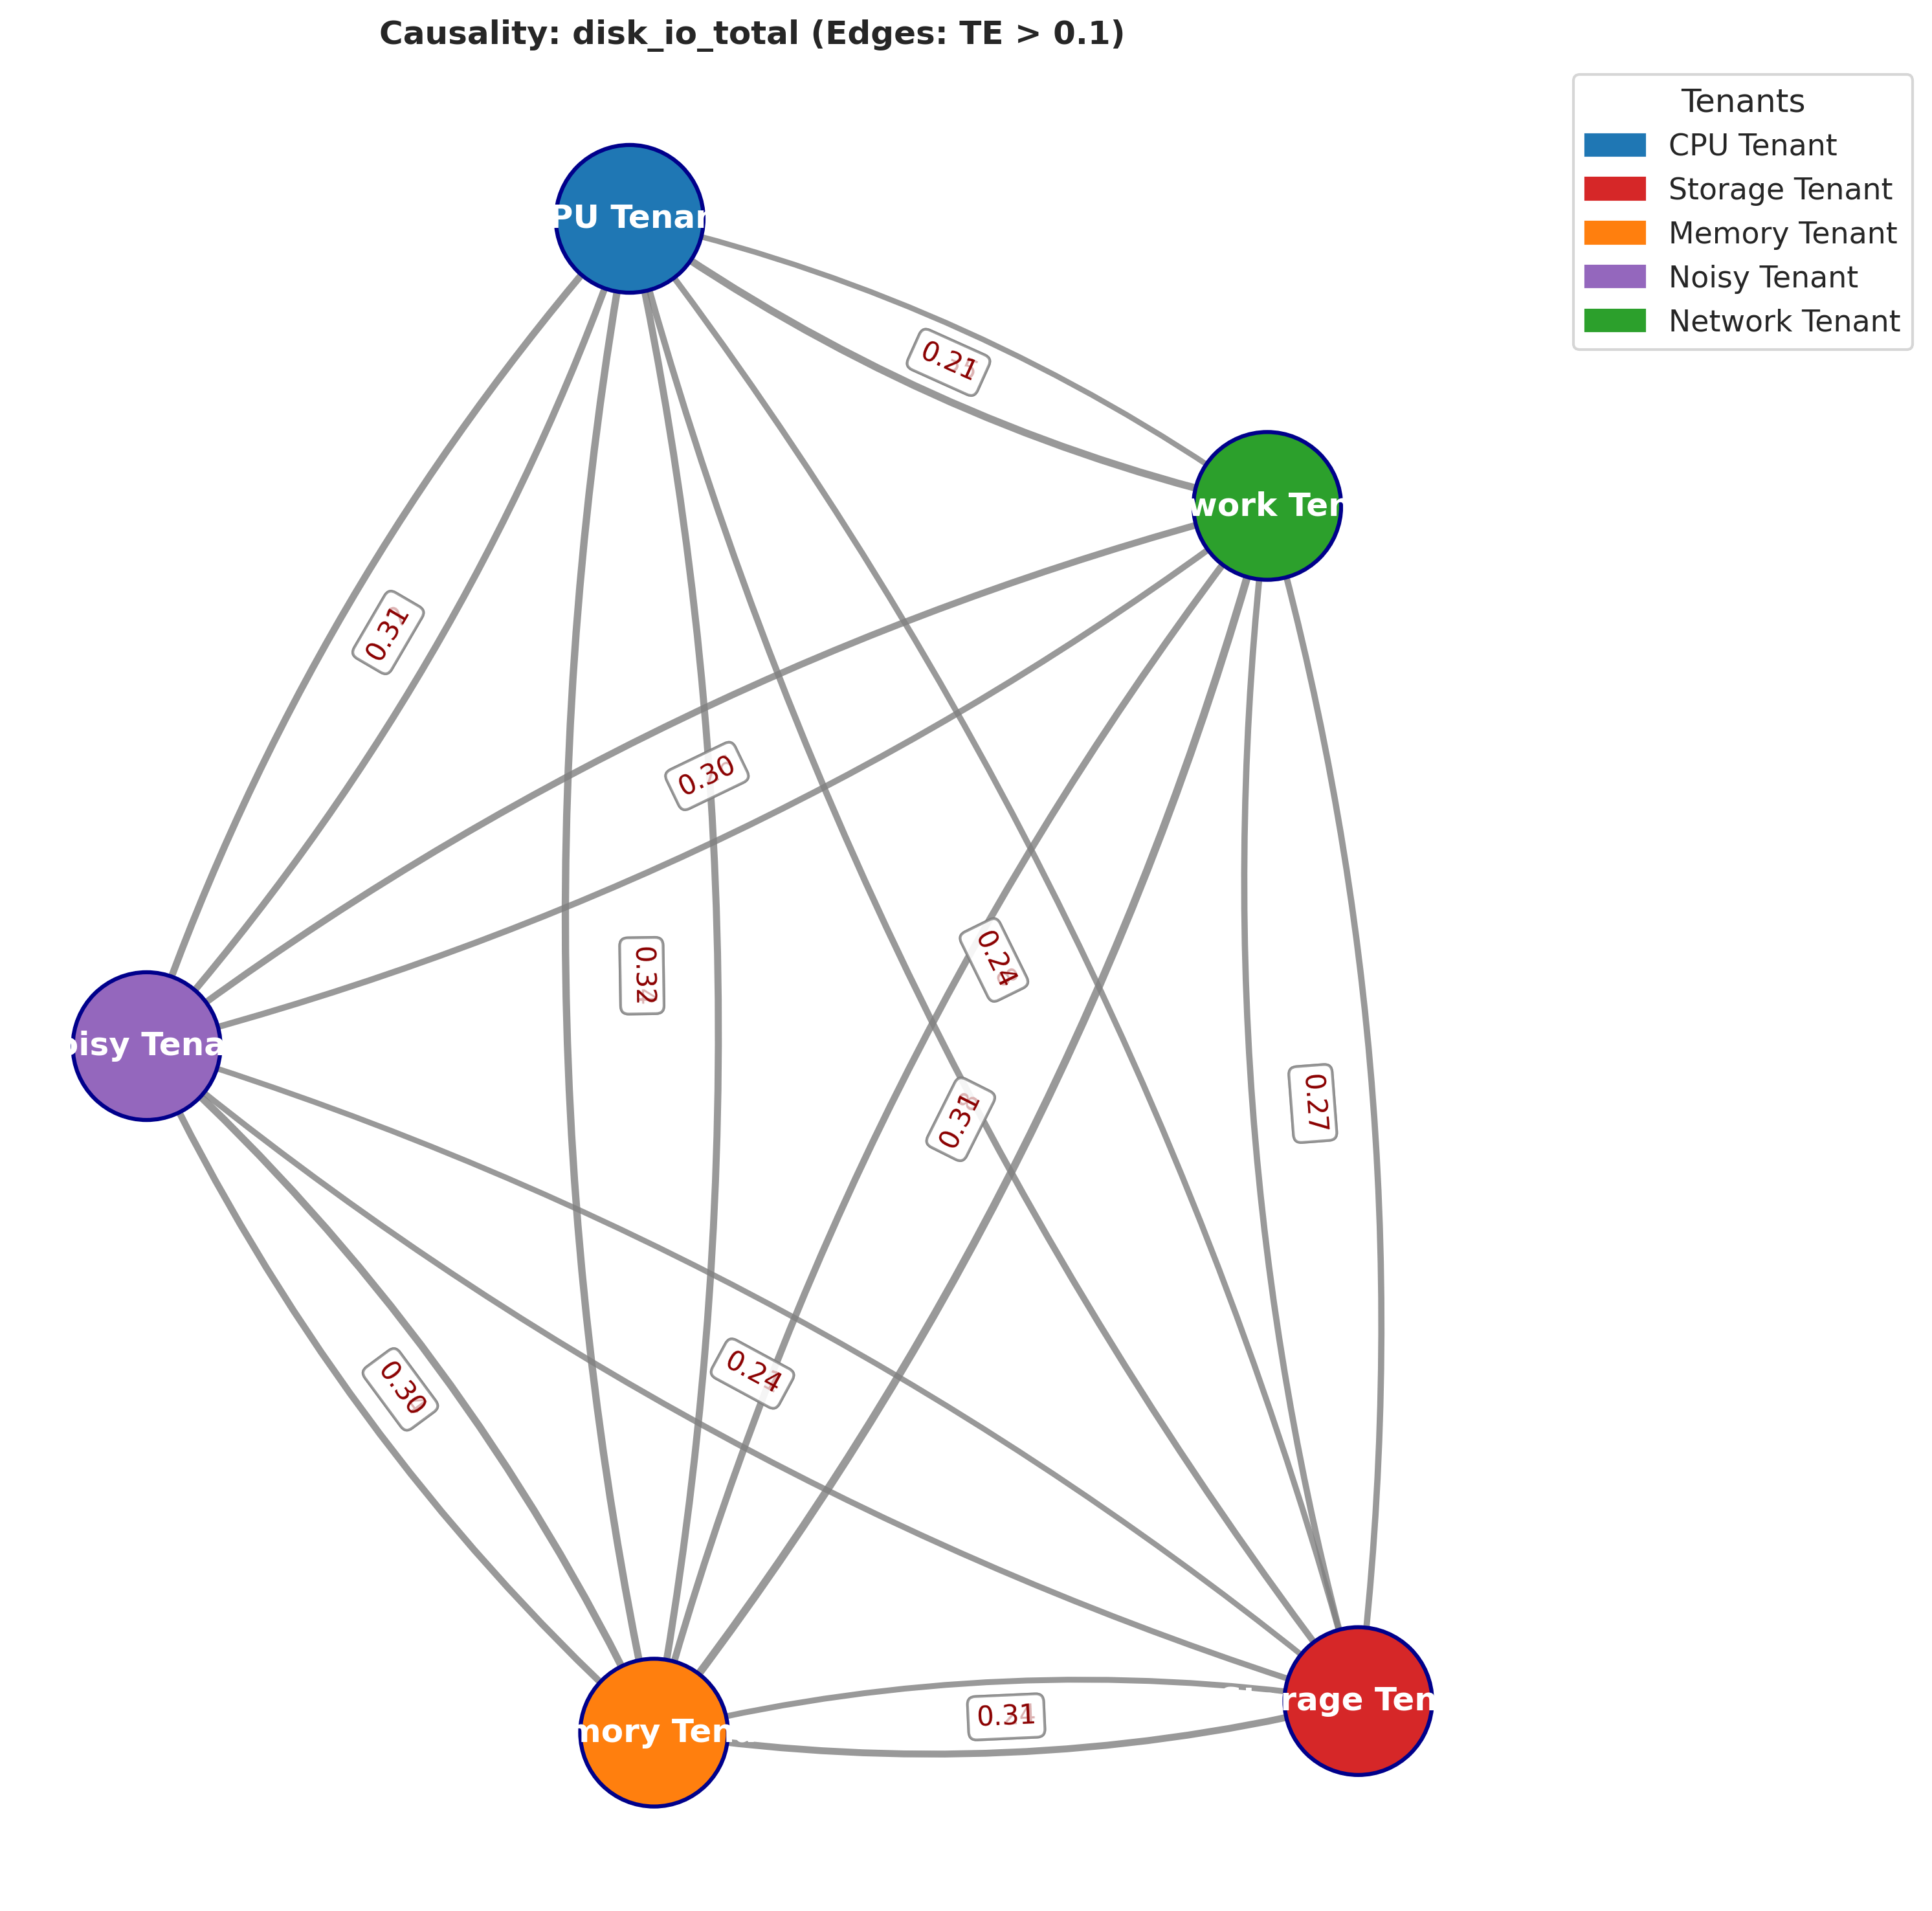 Causality: disk_io_total (Edges: TE > 0.1)
Tenants
CPU Tenant
Storage Tenant
Memory Tenant
Noisy Tenant
Network Tenant
PU Tenan
0.21
work Ten
0.31
0.30
0.32
0.24
oisy Tena
0.31
0.27
0.30
0.24
mory Ten
0.31
rage Ten